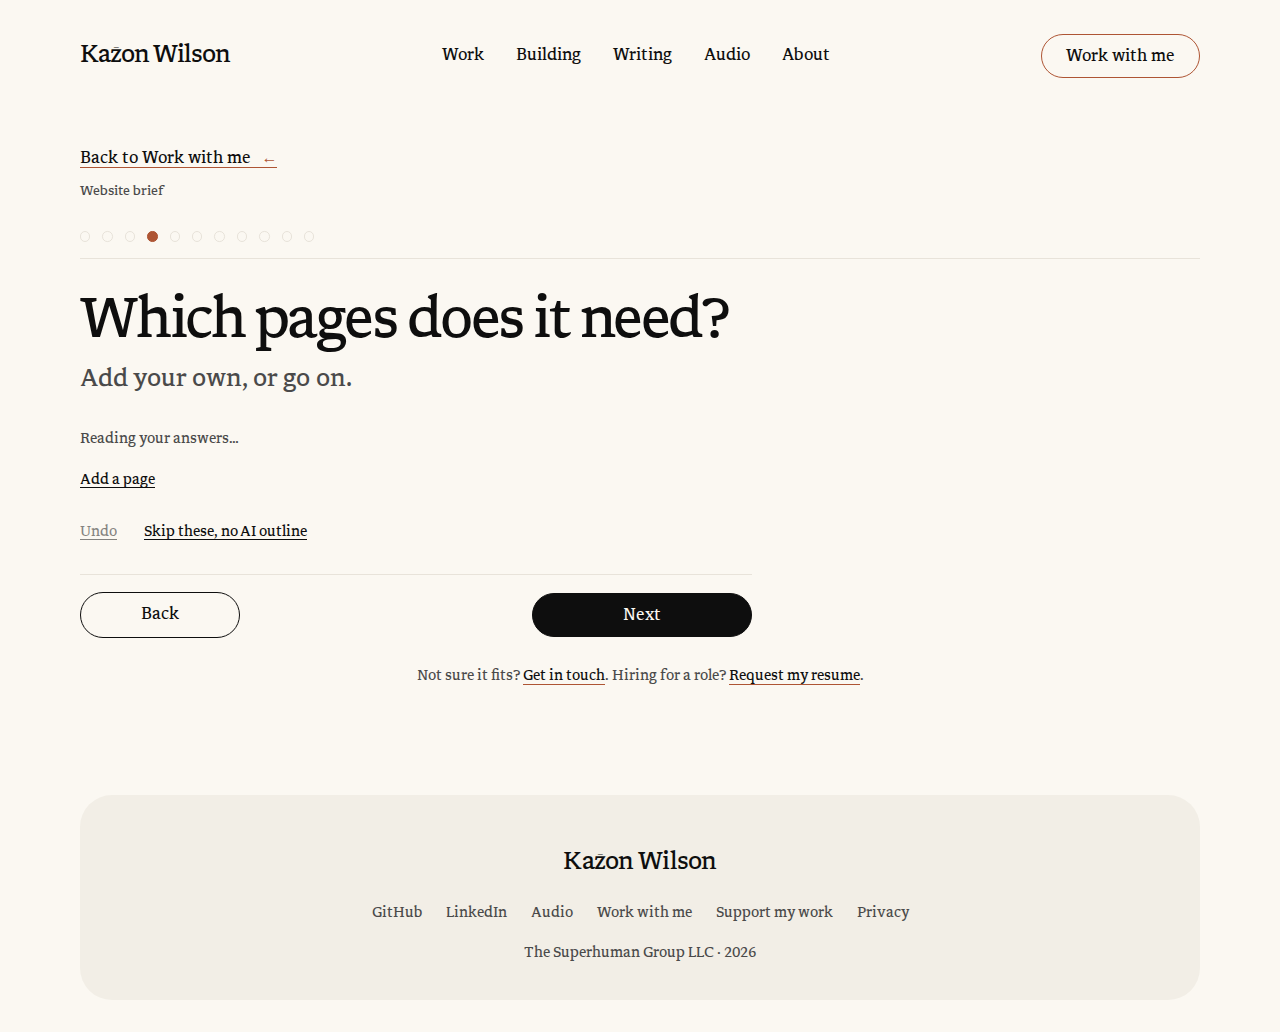 Kazon Wilson
Work
Building
Writing
Audio
About
Work with me
Back to Work with me ←
Website brief
Which pages does it need?
Add your own, or go on.
Reading your answers…
Add a page
Undo
Skip these, no AI outline
Back
Next
Not sure it fits? Get in touch. Hiring for a role? Request my resume.
Kazon Wilson
GitHub
LinkedIn
Audio
Work with me
Support my work
Privacy
The Superhuman Group LLC · 2026